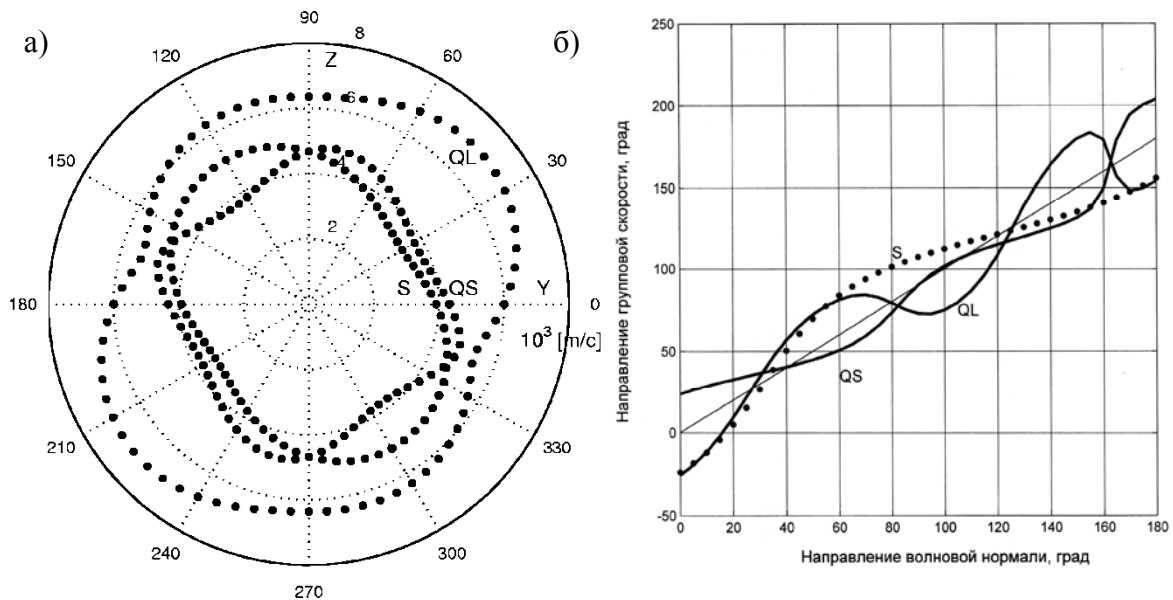 а)
90
120
60
8
Z
6
150
30
QL
4
2
S
QS
180
Y
0
10³ [m/c]
210
330
240
300
270
б)
250
200
150
100
50
0
-50
S
QL
QS
0 20 40 60 80 100 120 140 160 180
Направление групповой скорости, град
Направление волновой нормали, град